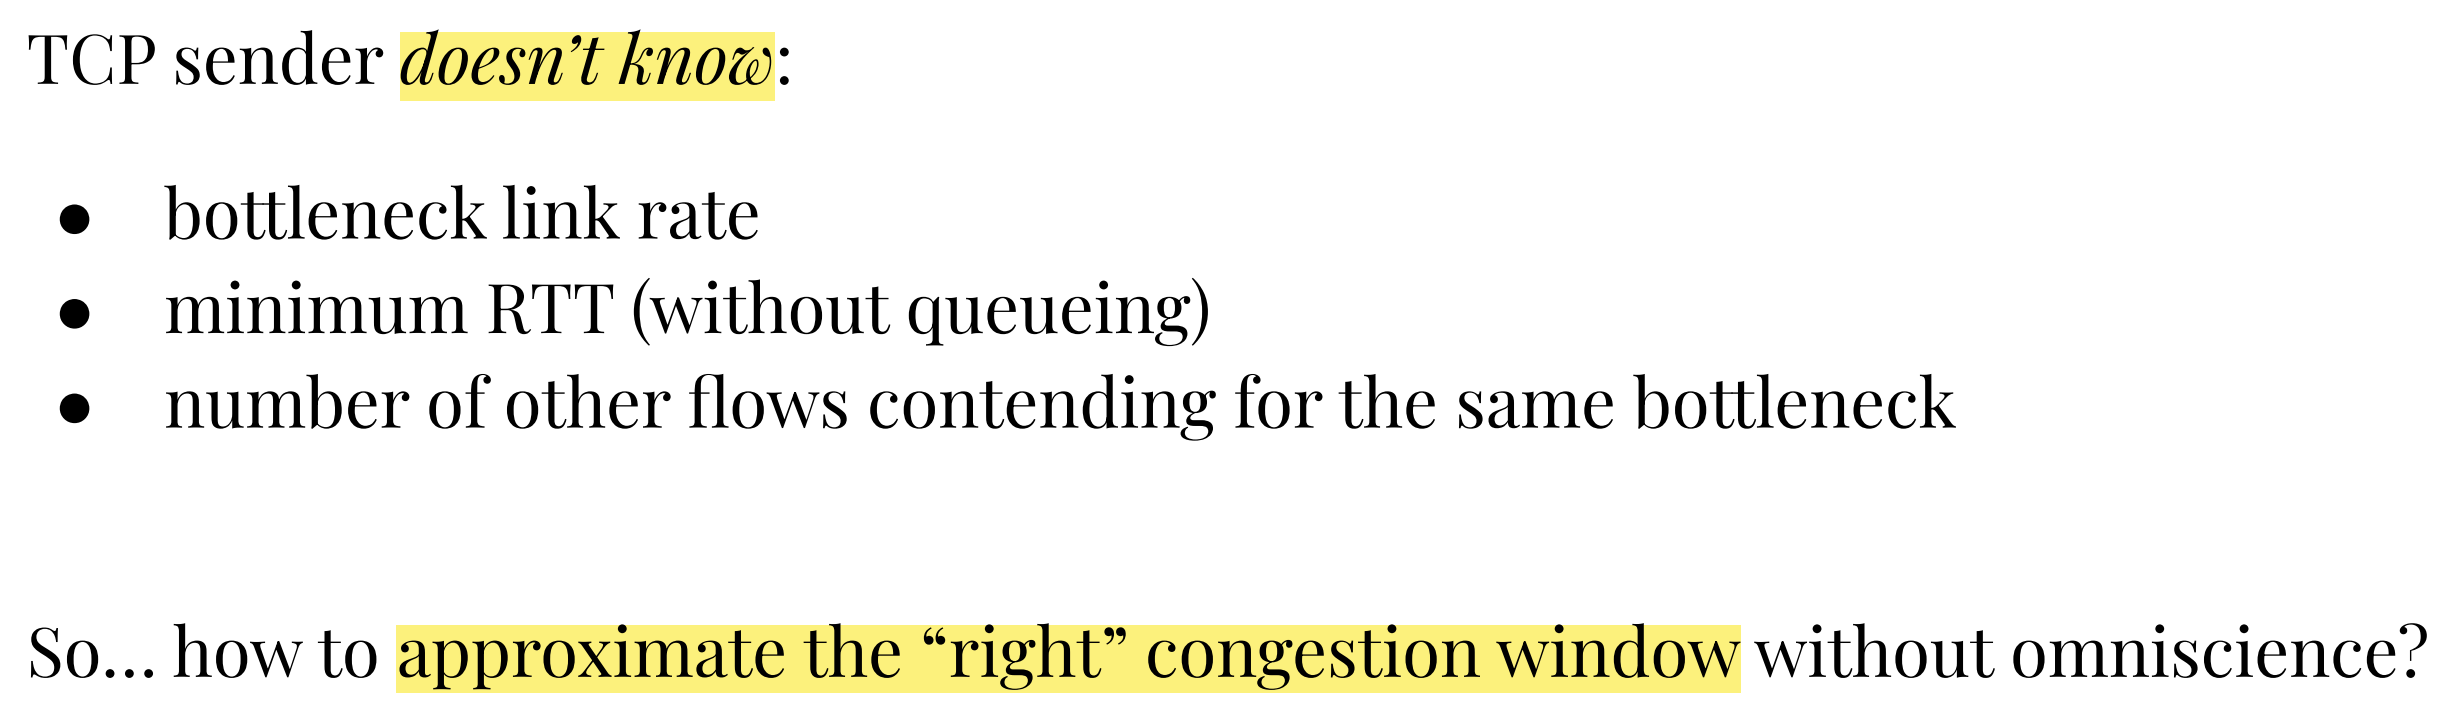 TCP sender doesn’t know:
● bottleneck link rate
● minimum RTT (without queueing)
● number of other flows contending for the same bottleneck
So… how to approximate the “right” congestion window without omniscience?